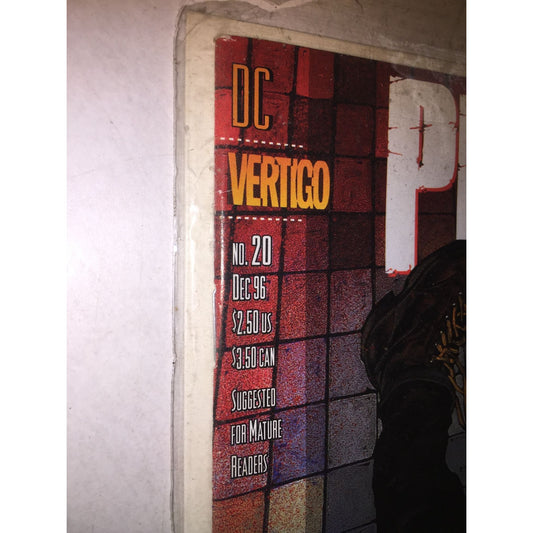 DC
VERTIGO
NO. 20
DEC 96
$2.50 US
$3.50 CAN
SUGGESTED
FOR MATURE
READERS
P